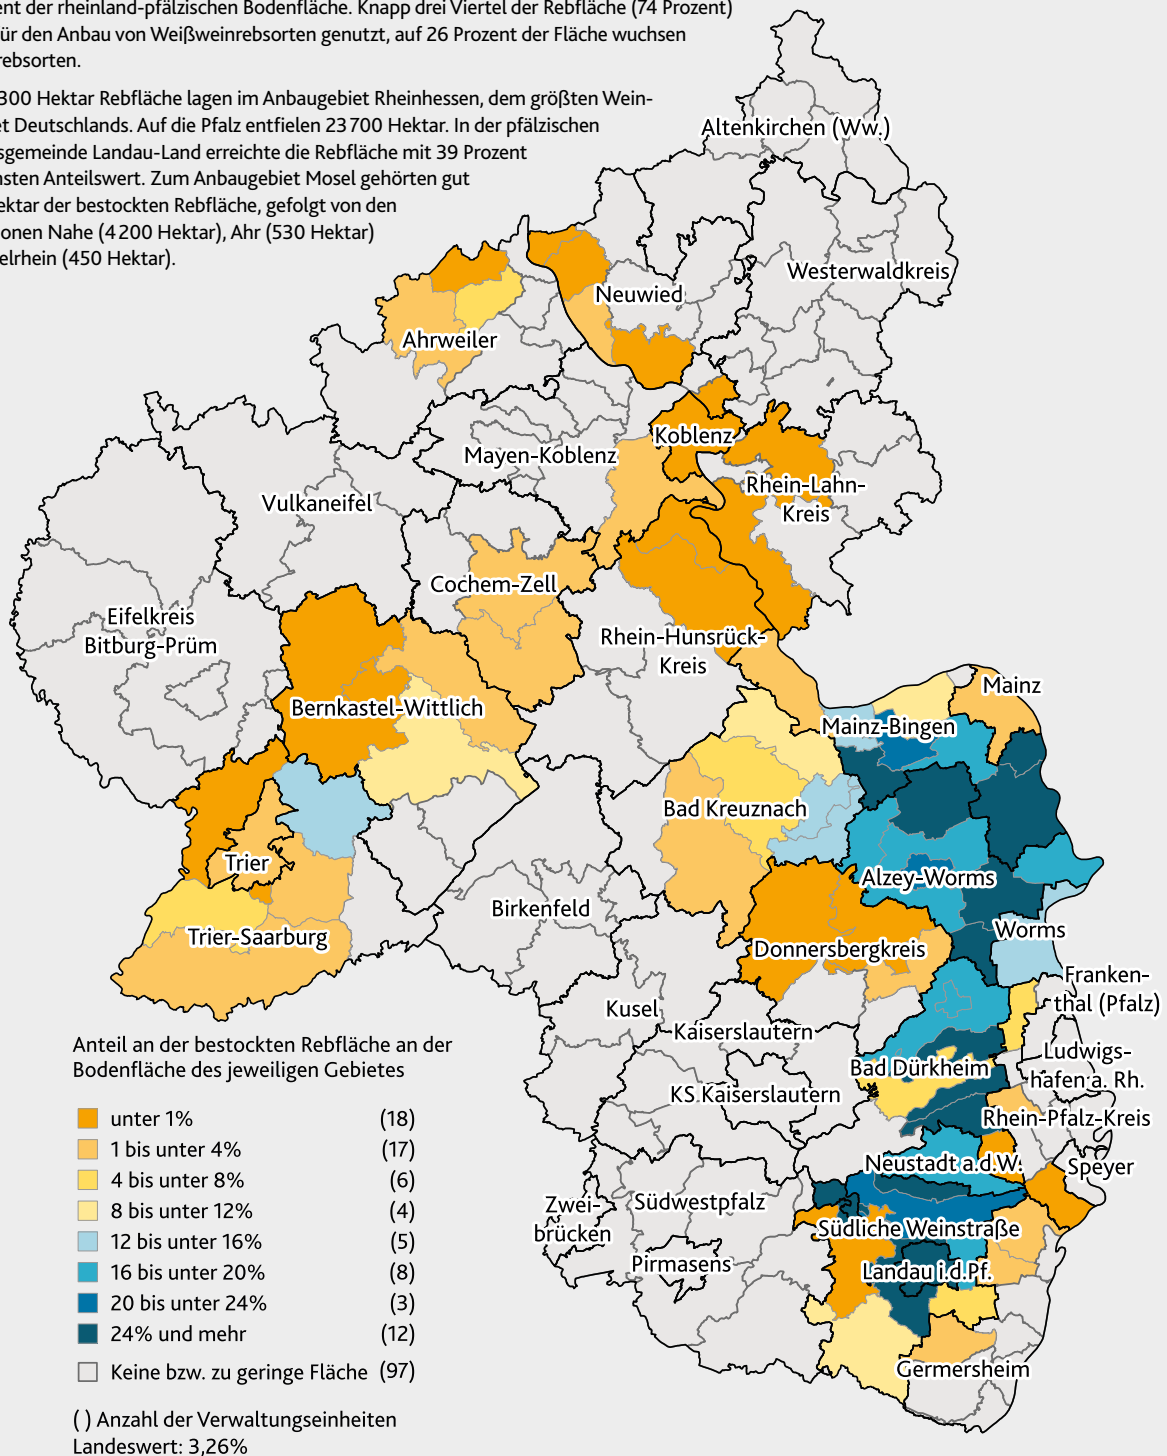 ent der rheinland-pfälzischen Bodenfläche. Knapp drei Viertel der Rebfläche (74 Prozent)
für den Anbau von Weißweinrebsorten genutzt, auf 26 Prozent der Fläche wuchsen
rebsorten.
300 Hektar Rebfläche lagen im Anbaugebiet Rheinhessen, dem größten Wein-
et Deutschlands. Auf die Pfalz entfielen 23 700 Hektar. In der pfälzischen
sgemeinde Landau-Land erreichte die Rebfläche mit 39 Prozent
hsten Anteilswert. Zum Anbaugebiet Mosel gehörten gut
ektar der bestockten Rebfläche, gefolgt von den
ionen Nahe (4 200 Hektar), Ahr (530 Hektar)
elrhein (450 Hektar).
Altenkirchen (Ww.)
Westerwaldkreis
Neuwied
Ahrweiler
Koblenz
Mayen-Koblenz
Rhein-Lahn-
Kreis
Vulkaneifel
Cochem-Zell
Eifelkreis
Bitburg-Prüm
Rhein-Hunsrück-
Kreis
Mainz
Bernkastel-Wittlich
Mainz-Bingen
Bad Kreuznach
Trier
Alzey-Worms
Birkenfeld
Worms
Trier-Saarburg
Donnersbergkreis
Franken-
thal (Pfalz)
Kusel
Kaiserslautern
Ludwigs-
hafen a. Rh.
Bad Dürkheim
KS Kaiserslautern
Rhein-Pfalz-Kreis
Neustadt a.d.W.
Speyer
Zwei-
brücken
Südwestpfalz
Südliche Weinstraße
Pirmasens
Landau i.d.Pf.
Germersheim
Anteil an der bestockten Rebfläche an der
Bodenfläche des jeweiligen Gebietes
unter 1% (18)
1 bis unter 4% (17)
4 bis unter 8% (6)
8 bis unter 12% (4)
12 bis unter 16% (5)
16 bis unter 20% (8)
20 bis unter 24% (3)
24% und mehr (12)
Keine bzw. zu geringe Fläche (97)
( ) Anzahl der Verwaltungseinheiten
Landeswert: 3,26%